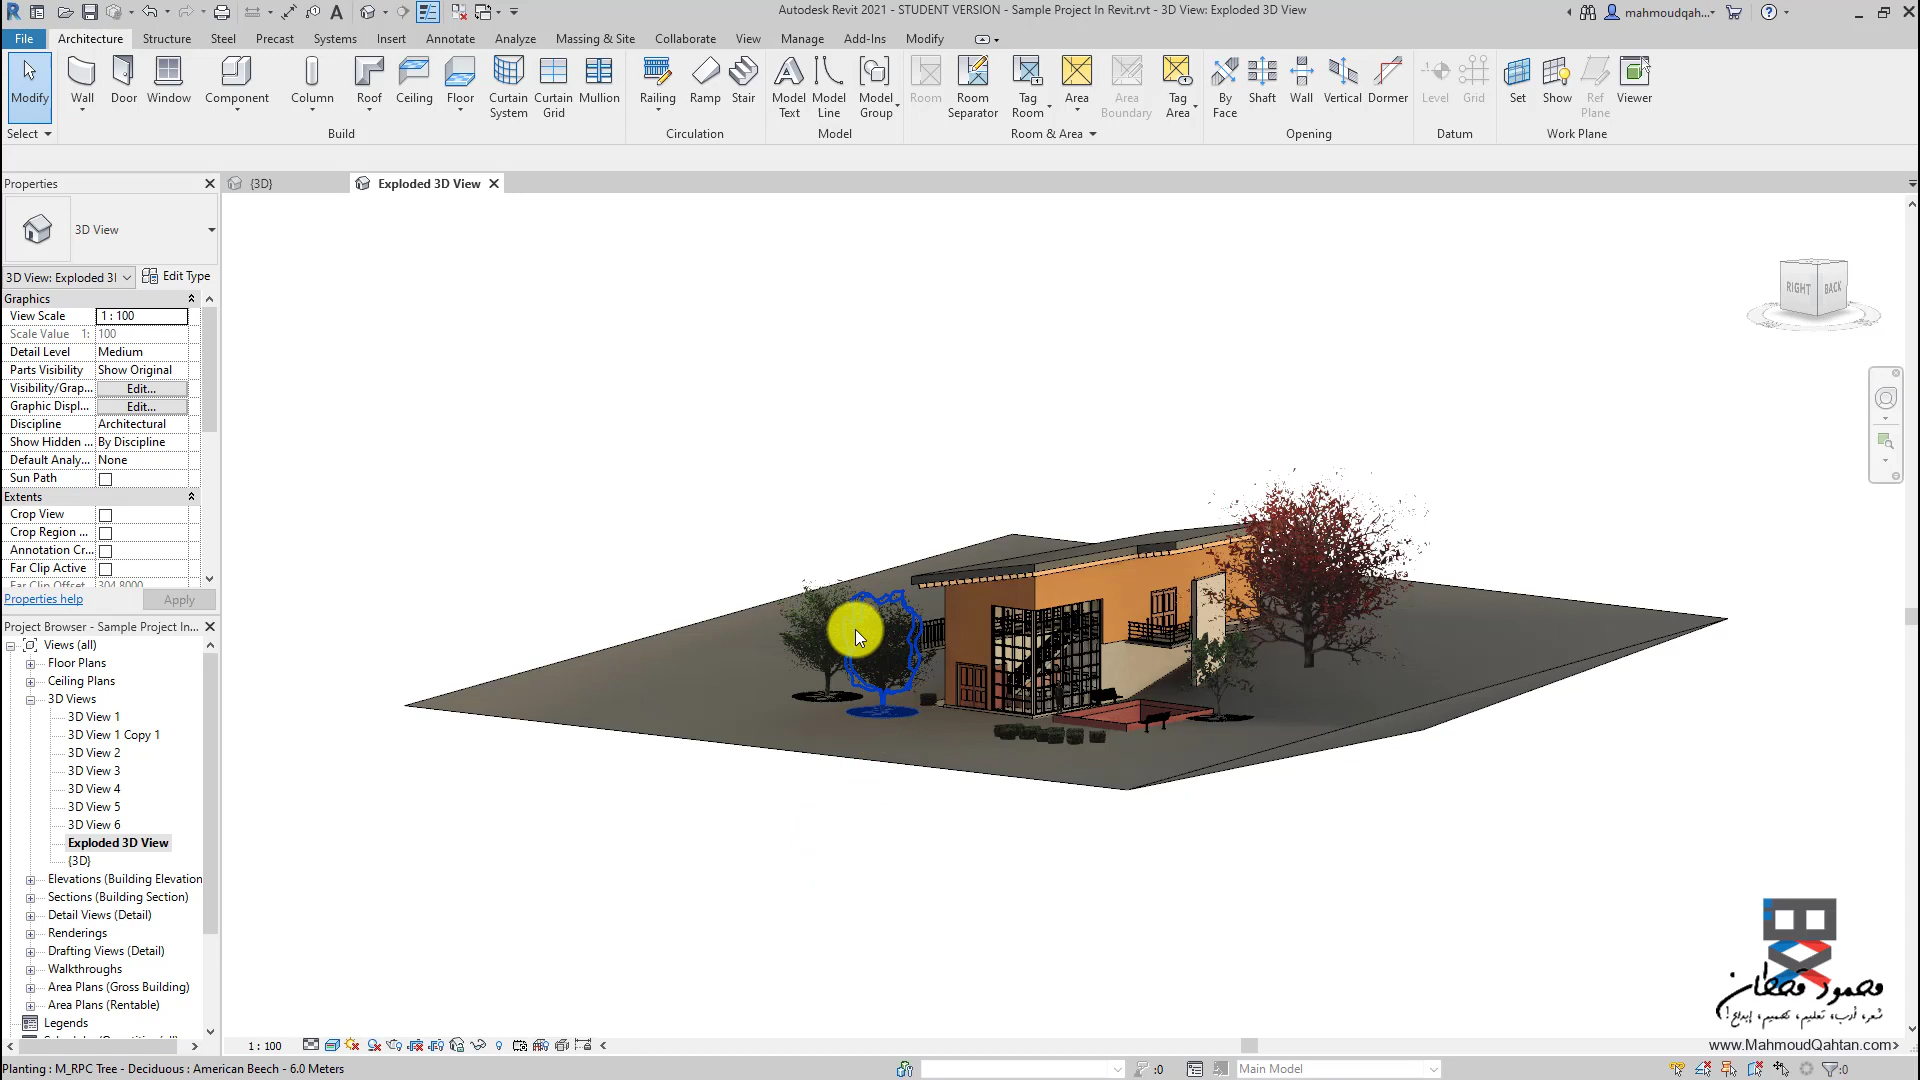 Autodesk Revit 2021 - STUDENT VERSION - Sample Project In Revit.rvt - 3D View: Exploded 3D View
mahmoudqah...
File Architecture Structure Steel Precast Systems Insert Annotate Analyze Massing & Site Collaborate View Manage Add-Ins Modify
Modify Wall Door Window Component Column Roof Ceiling Floor Curtain System Curtain Grid Mullion Railing Ramp Stair Model Text Model Line Model Group Room Room Separator Tag Room Area Area Boundary Tag Area By Face Shaft Wall Vertical Dormer Level Grid Set Show Ref Plane Viewer
Select Build Circulation Model Room & Area Opening Datum Work Plane
Properties
{3D} Exploded 3D View
3D View
3D View: Exploded 3I Edit Type
Graphics
View Scale 1 : 100
Scale Value 1: 100
Detail Level Medium
Parts Visibility Show Original
Visibility/Grap... Edit...
Graphic Displ... Edit...
Discipline Architectural
Show Hidden ... By Discipline
Default Analy... None
Sun Path
Extents
Crop View
Crop Region ...
Annotation Cr...
Far Clip Active
Far Clip Offset 304.8000
Properties help Apply
Project Browser - Sample Project In...
Views (all)
Floor Plans
Ceiling Plans
3D Views
3D View 1
3D View 1 Copy 1
3D View 2
3D View 3
3D View 4
3D View 5
3D View 6
Exploded 3D View
{3D}
Elevations (Building Elevation
Sections (Building Section)
Detail Views (Detail)
Renderings
Drafting Views (Detail)
Walkthroughs
Area Plans (Gross Building)
Area Plans (Rentable)
Legends
RIGHT BACK
محمود قحطان
شعر، أدب، تعليم، تصميم، إبداع!
www.MahmoudQahtan.com>
1 : 100
Planting : M_RPC Tree - Deciduous : American Beech - 6.0 Meters
:0
Main Model
:0